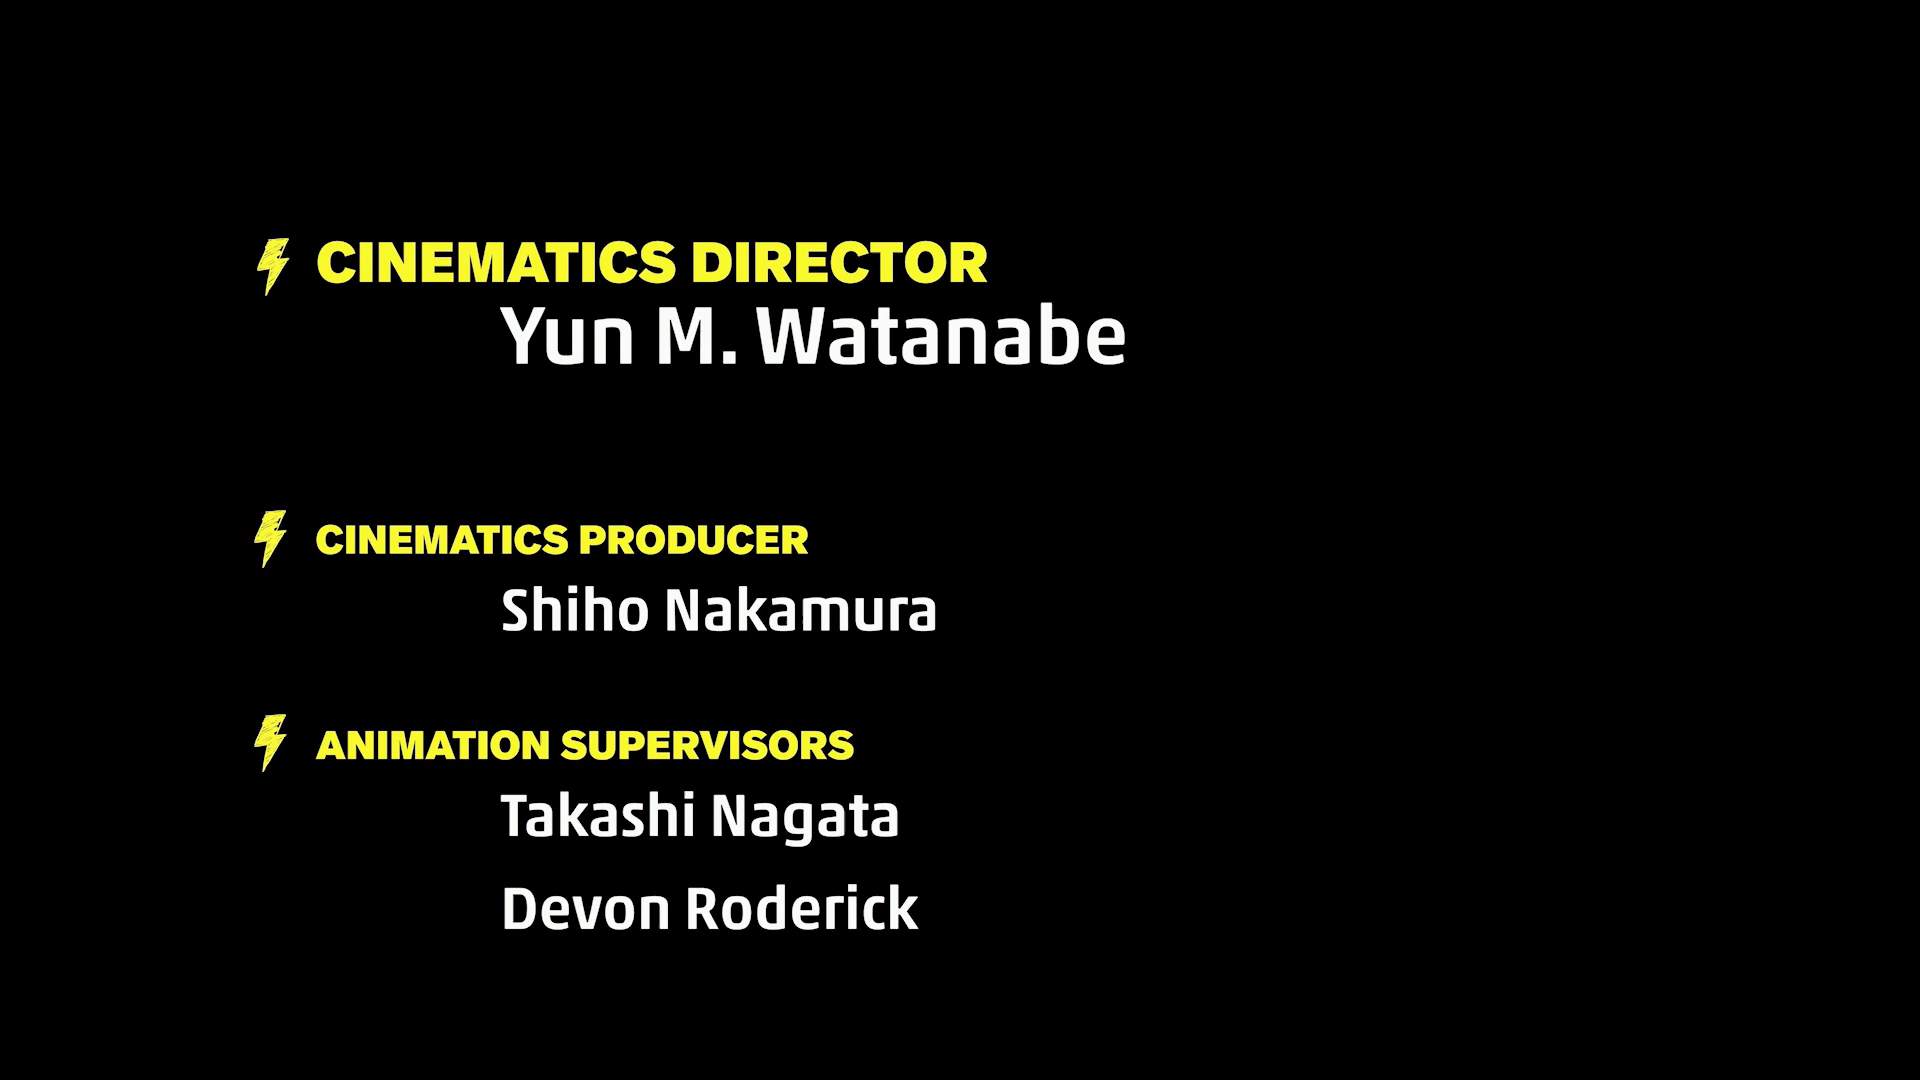 CINEMATICS DIRECTOR
Yun M. Watanabe
CINEMATICS PRODUCER
Shiho Nakamura
ANIMATION SUPERVISORS
Takashi Nagata
Devon Roderick